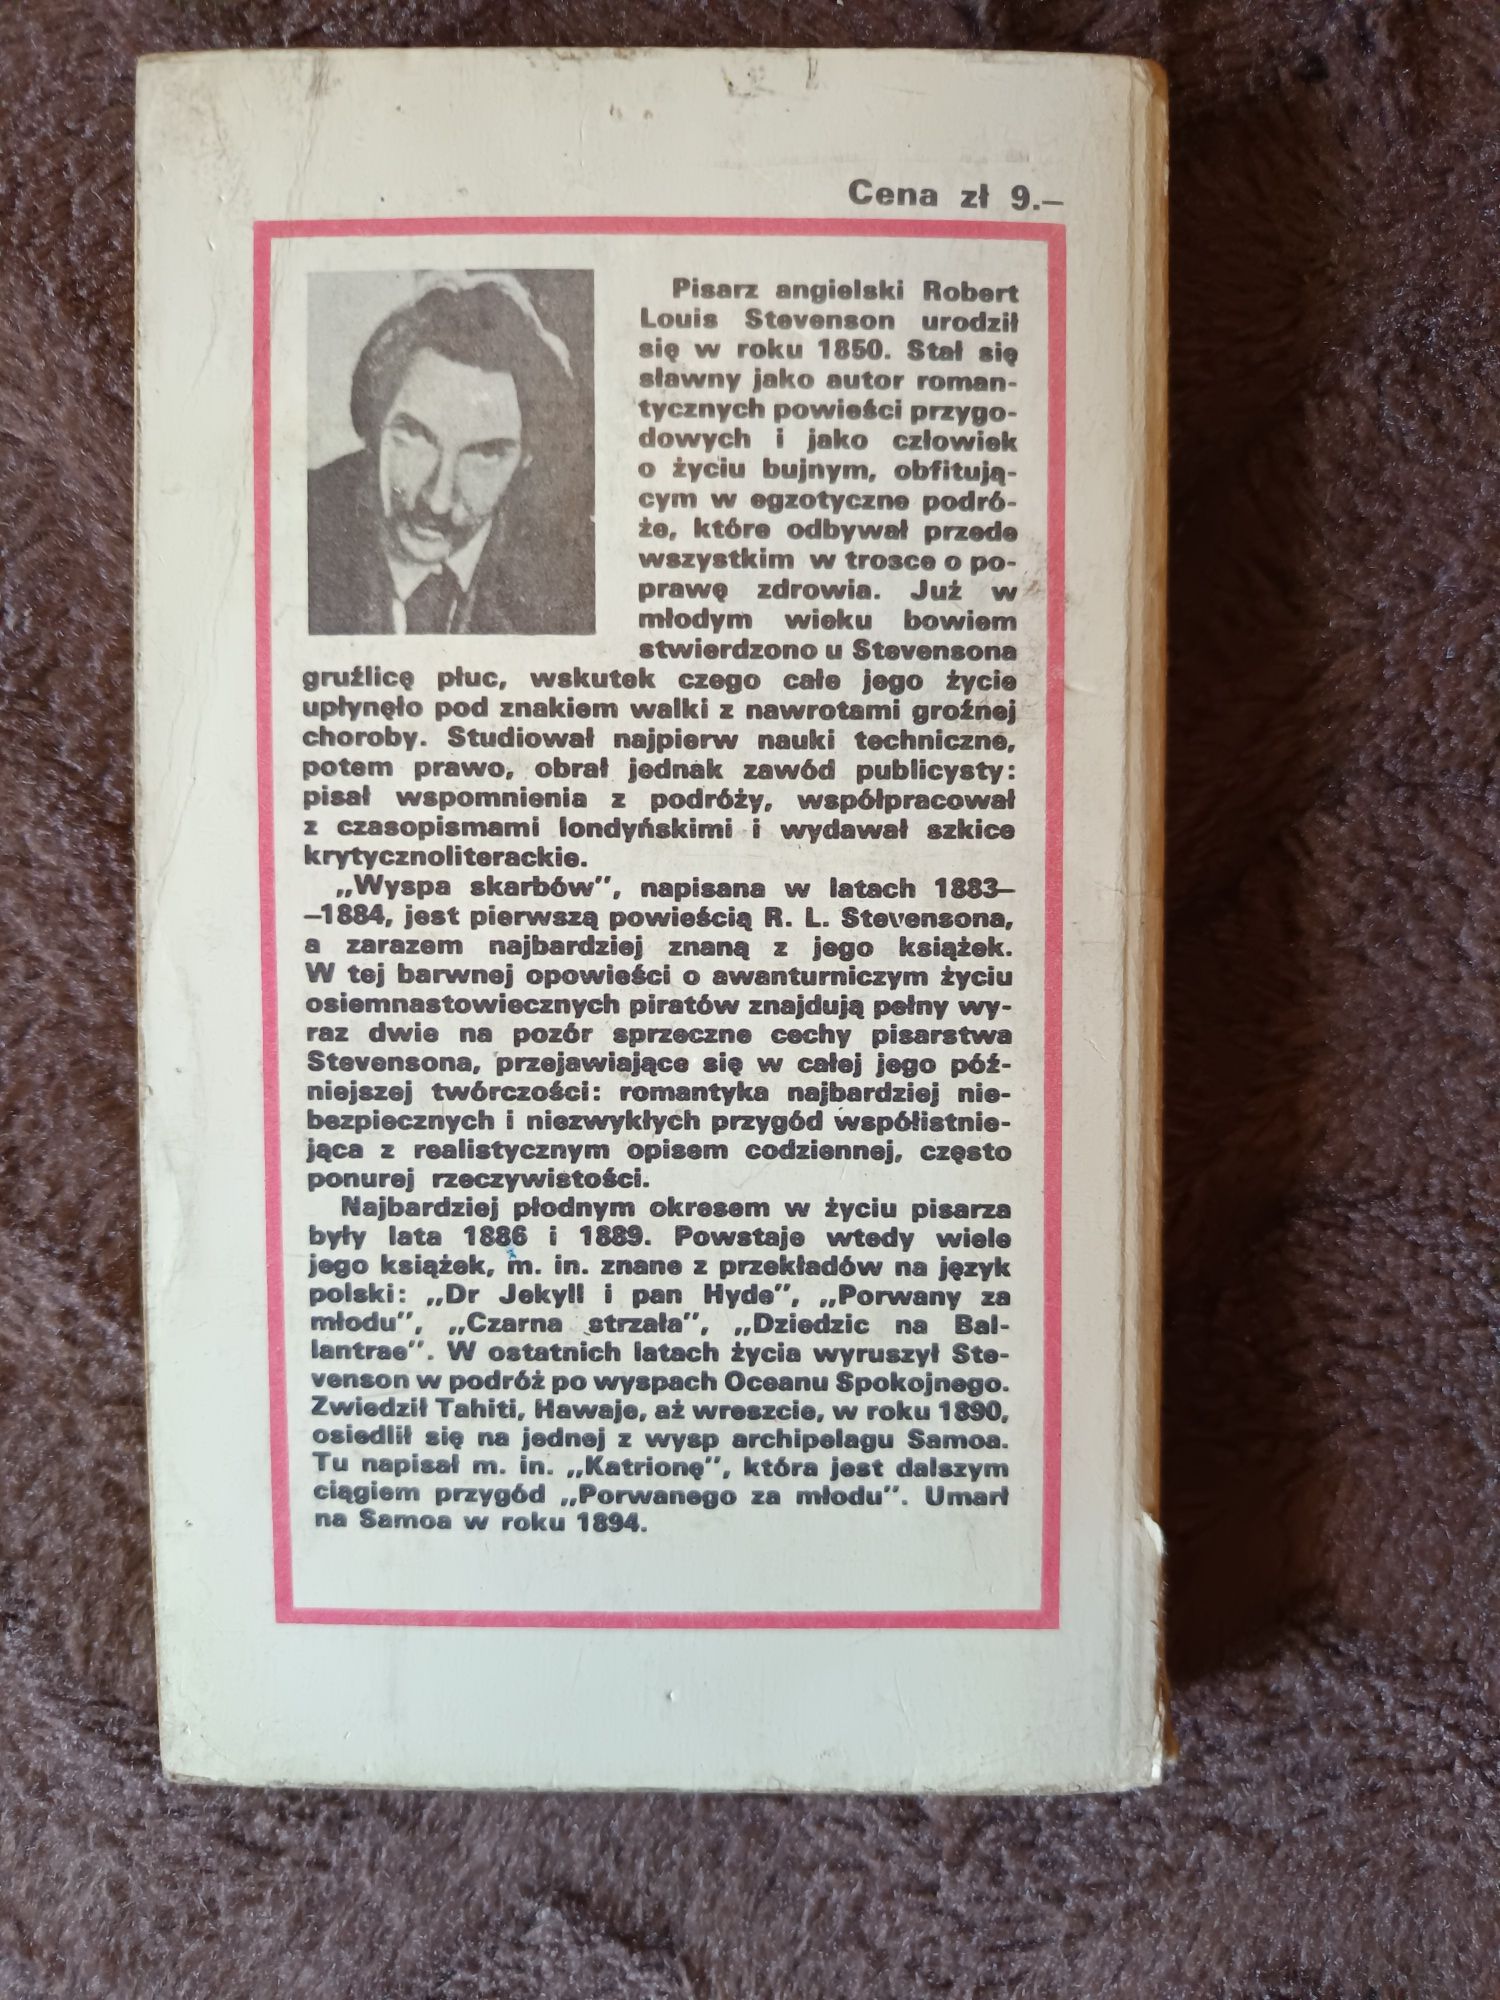 Cena zł 9.—
Pisarz angielski Robert
Louis Stevenson urodził
się w roku 1850. Stał się
sławny jako autor roman-
tycznych powieści przygo-
dowych i jako człowiek
o życiu bujnym, obfitują-
cym w egzotyczne podró-
że, które odbywał przede
wszystkim w trosce o po-
prawę zdrowia. Już w
młodym wieku bowiem
stwierdzono u Stevensona
gruźlicę płuc, wskutek czego całe jego życie
upłynęło pod znakiem walki z nawrotami groźnej
choroby. Studiował najpierw nauki techniczne,
potem prawo, obrał jednak zawód publicysty:
pisał wspomnienia z podróży, współpracował
z czasopismami londyńskimi i wydawał szkice
krytycznoliterackie.
„Wyspa skarbów", napisana w latach 1883–
–1884, jest pierwszą powieścią R. L. Stevensona,
a zarazem najbardziej znaną z jego książek.
W tej barwnej opowieści o awanturniczym życiu
osiemnastowiecznych piratów znajdują pełny wy-
raz dwie na pozór sprzeczne cechy pisarstwa
Stevensona, przejawiające się w całej jego póź-
niejszej twórczości: romantyka najbardziej nie-
bezpiecznych i niezwykłych przygód współistnie-
jąca z realistycznym opisem codziennej, często
ponurej rzeczywistości.
Najbardziej płodnym okresem w życiu pisarza
były lata 1886 i 1889. Powstaje wtedy wiele
jego książek, m. in. znane z przekładów na język
polski: „Dr Jekyll i pan Hyde", „Porwany za
młodu", „Czarna strzała", „Dziedzic na Bal-
lantrae". W ostatnich latach życia wyruszył Ste-
venson w podróż po wyspach Oceanu Spokojnego.
Zwiedził Tahiti, Hawaje, aż wreszcie, w roku 1890,
osiedlił się na jednej z wysp archipelagu Samoa.
Tu napisał m. in. „Katrionę", która jest dalszym
ciągiem przygód „Porwanego za młodu". Umarł
na Samoa w roku 1894.